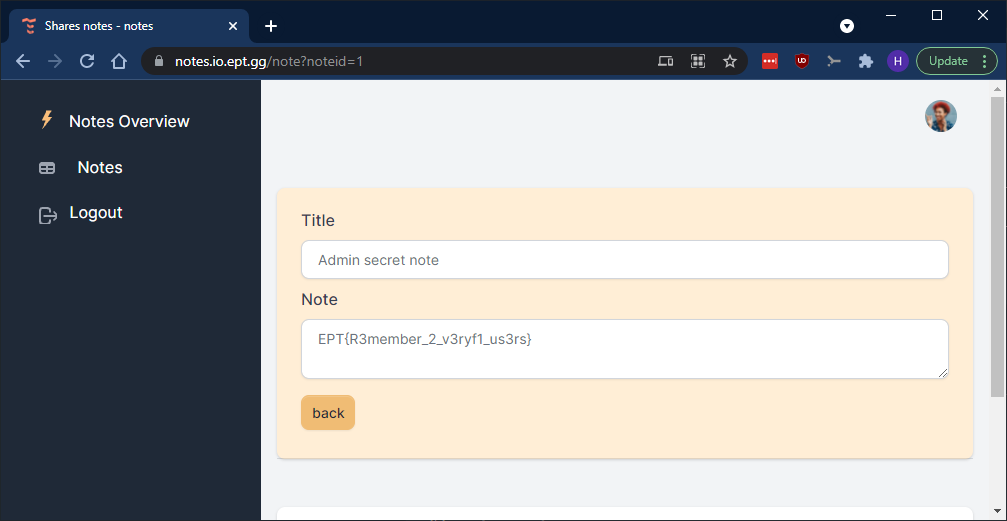 Shares notes - notes
notes.io.ept.gg/note?noteid=1
H
Update
Notes Overview
Notes
Logout
Title
Admin secret note
Note
EPT{R3member_2_v3ryf1_us3rs}
back